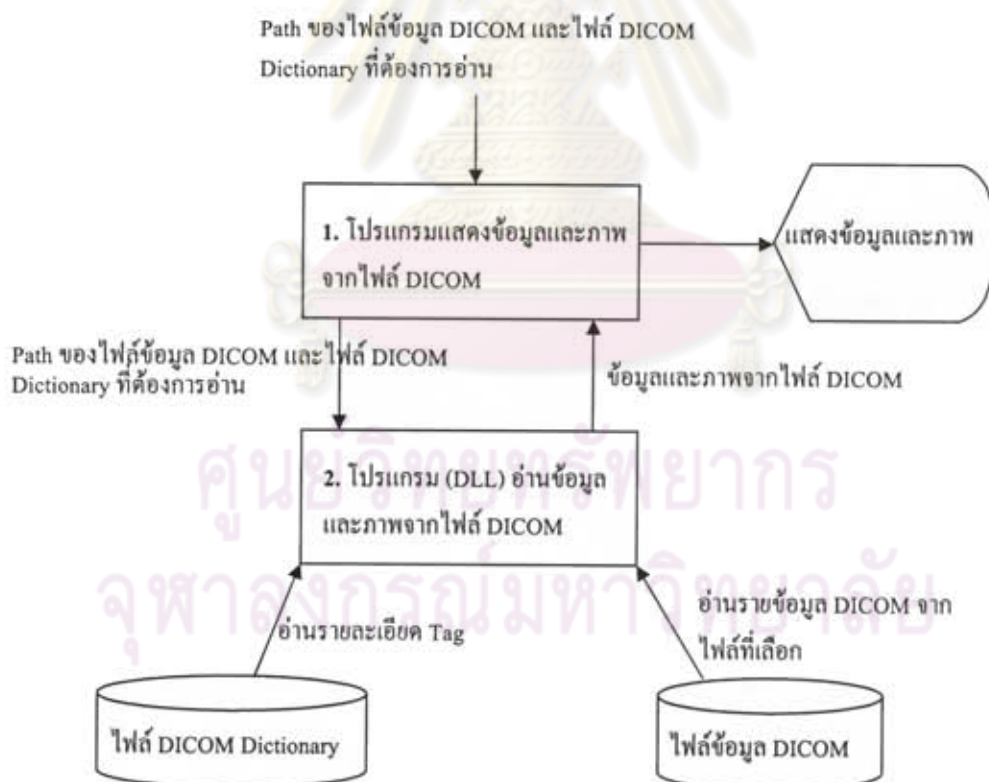 Path ของไฟล์ข้อมูล DICOM และไฟล์ DICOM
Dictionary ที่ต้องการอ่าน
1. โปรแกรมแสดงข้อมูลและภาพ
จากไฟล์ DICOM
แสดงข้อมูลและภาพ
Path ของไฟล์ข้อมูล DICOM และไฟล์ DICOM
Dictionary ที่ต้องการอ่าน
ข้อมูลและภาพจากไฟล์ DICOM
2. โปรแกรม (DLL) อ่านข้อมูล
และภาพจากไฟล์ DICOM
ศูนย์วิทยทรัพยากร
จุฬาลงกรณ์มหาวิทยาลัย
อ่านรายละเอียด Tag
อ่านรายข้อมูล DICOM จาก
ไฟล์ที่เลือก
ไฟล์ DICOM Dictionary
ไฟล์ข้อมูล DICOM